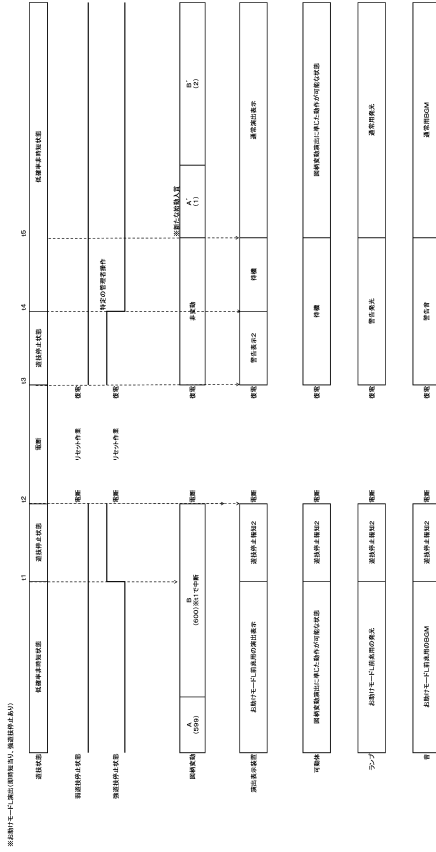 ※お助けモードL演出(即時短当り、強遊技停止あり)
t1
t2
t3
t4
t5
遊技状態
低確率非時短状態
遊技停止状態
電断
遊技停止状態
低確率非時短状態
弱遊技停止状態
電断
リセット作業
復電
強遊技停止状態
電断
リセット作業
復電
特定の管理者操作
※新たな始動入賞
図柄変動
A
(599)
B
(600)※t1で中断
電断
復電
非変動
A`
(1)
B`
(2)
演出表示装置
お助けモードL前兆用の演出表示
遊技停止報知2
電断
復電
警告表示2
待機
通常演出表示
可動体
図柄変動演出に準じた動作が可能な状態
遊技停止報知2
電断
復電
待機
図柄変動演出に準じた動作が可能な状態
ランプ
お助けモードL前兆用の発光
遊技停止報知2
電断
復電
警告発光
通常用発光
音
お助けモードL前兆用のBGM
遊技停止報知2
電断
復電
警告音
通常用BGM